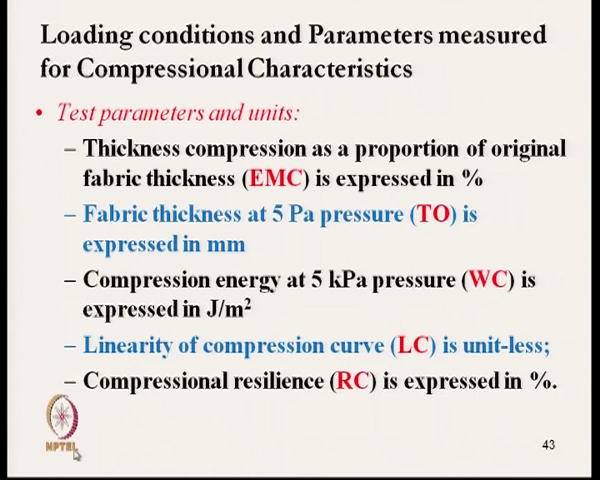 Loading conditions and Parameters measured
for Compressional Characteristics
• Test parameters and units:
– Thickness compression as a proportion of original
fabric thickness (EMC) is expressed in %
– Fabric thickness at 5 Pa pressure (TO) is
expressed in mm
– Compression energy at 5 kPa pressure (WC) is
expressed in J/m²
– Linearity of compression curve (LC) is unit-less;
– Compressional resilience (RC) is expressed in %.
NPTEL
43